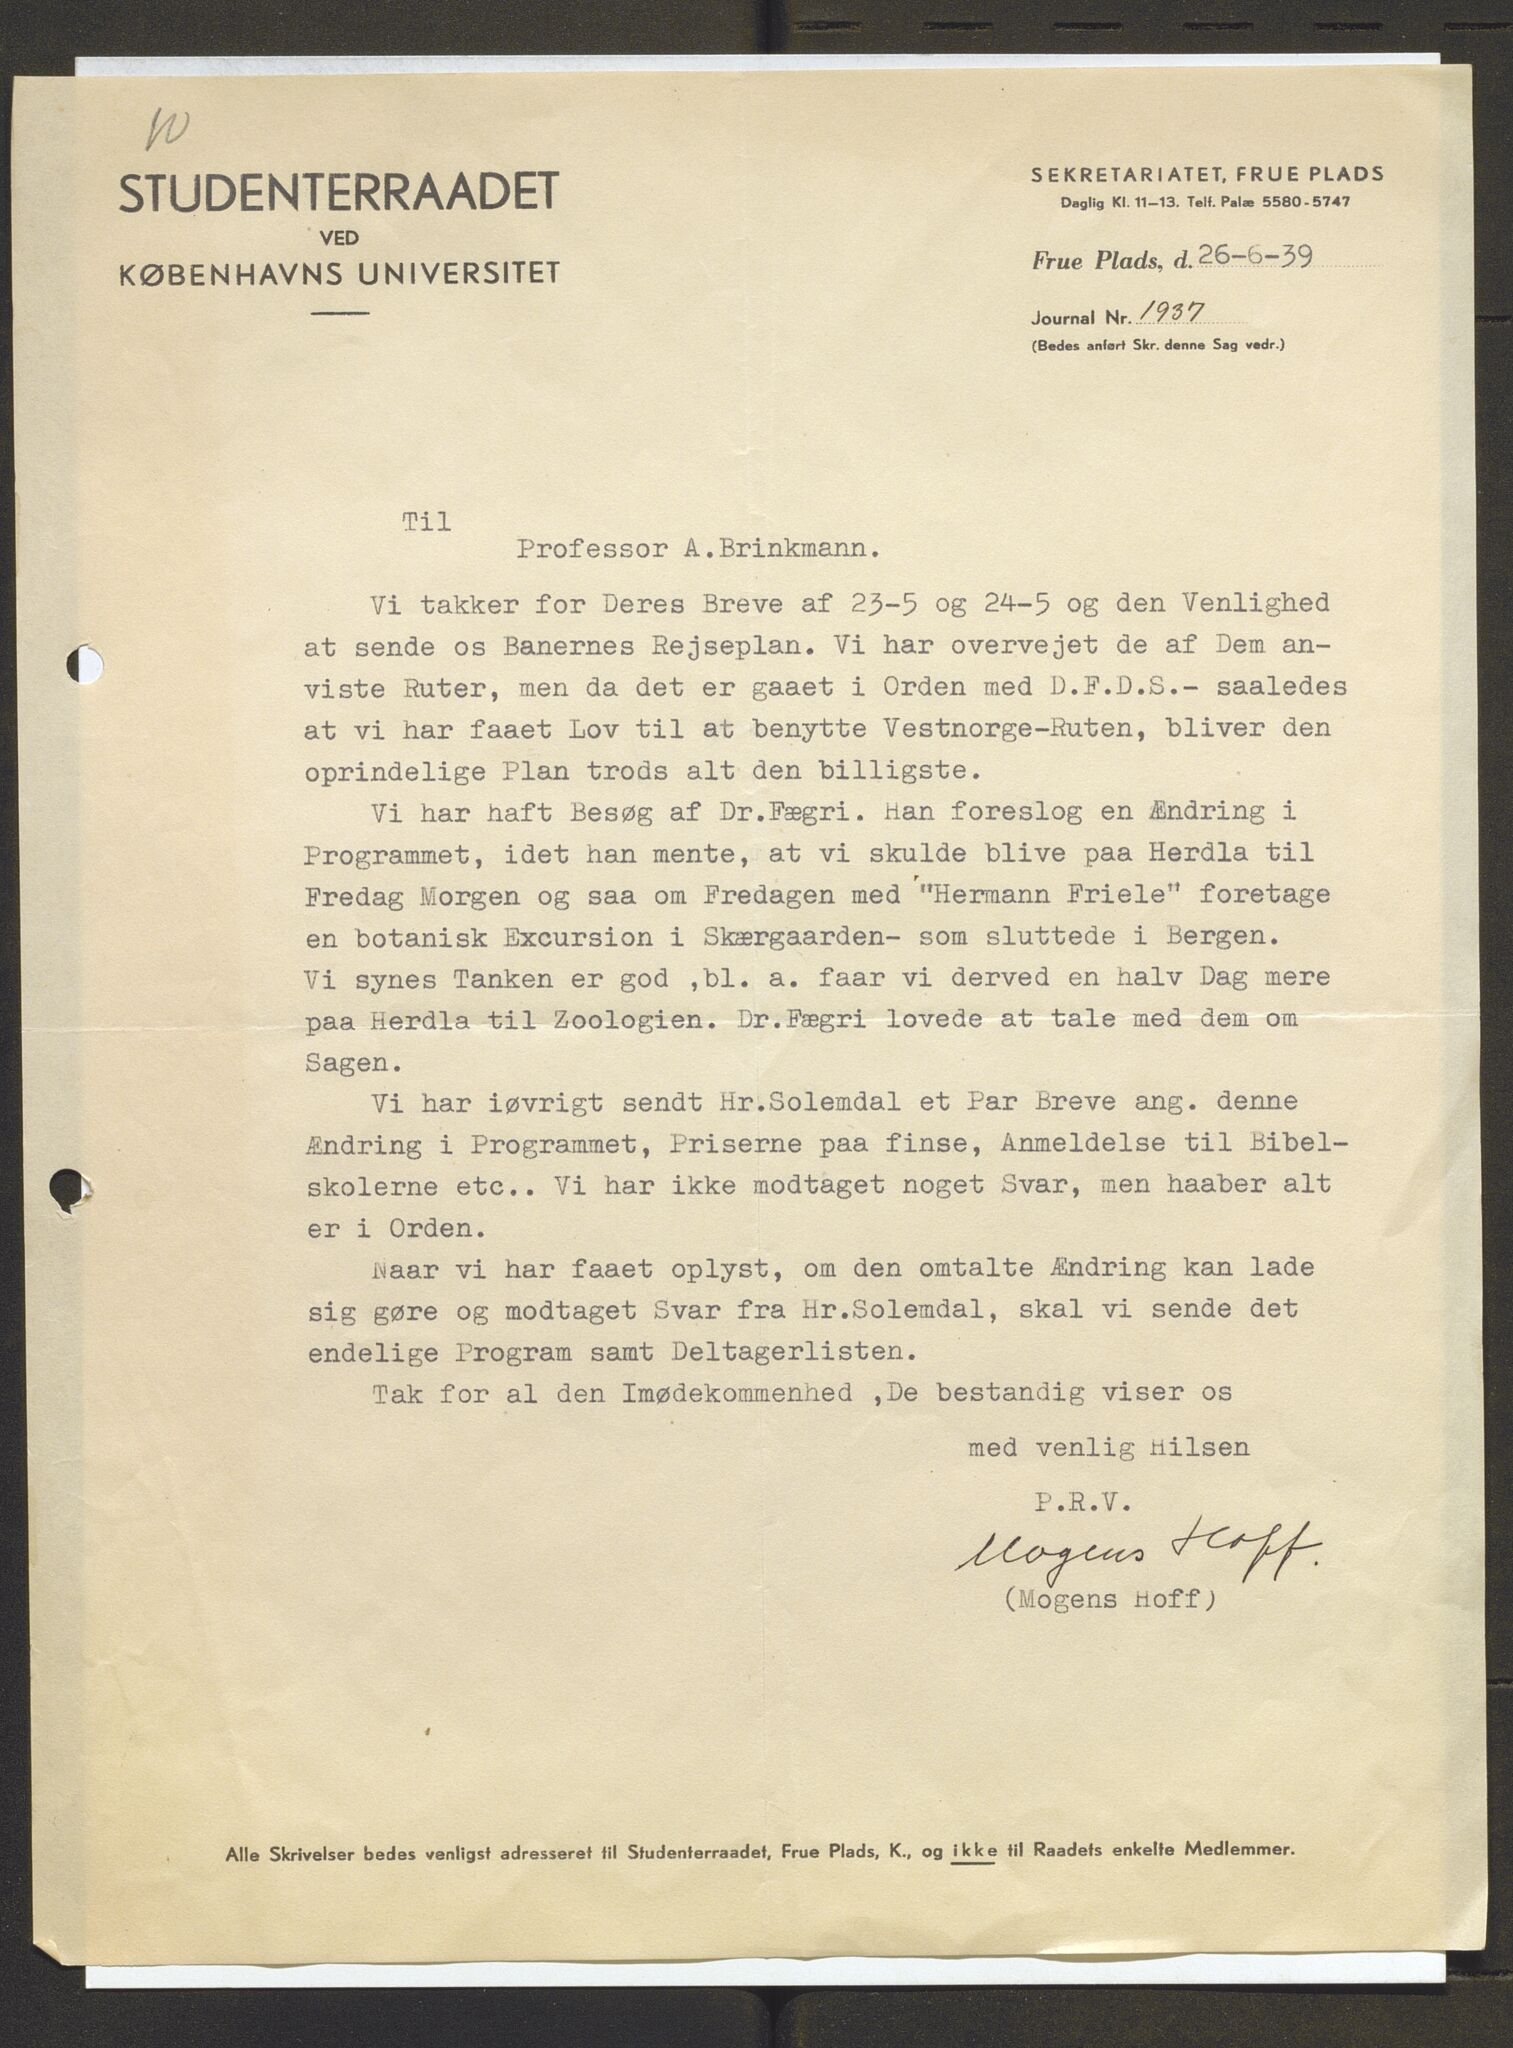 10
STUDENTERRAADET
VED
KØBENHAVNS UNIVERSITET
SEKRETARIATET, FRUE PLADS
Daglig Kl. 11-13. Telf. Palæ 5580-5747
Frue Plads, d. 26-6-39
Journal Nr. 1937
(Bedes anført Skr. denne Sag vedr.)
Til
Professor A.Brinkmann.
Vi takker for Deres Breve af 23-5 og 24-5 og den Venlighed
at sende os Banernes Rejseplan. Vi har overvejet de af Dem an-
viste Ruter, men da det er gaaet i Orden med D.F.D.S.- saaledes
at vi har faaet Lov til at benytte Vestnorge-Ruten, bliver den
oprindelige Plan trods alt den billigste.
Vi har haft Besøg af Dr.Fægri. Han foreslog en Ændring i
Programmet, idet han mente, at vi skulde blive paa Herdla til
Fredag Morgen og saa om Fredagen med "Hermann Friele" foretage
en botanisk Excursion i Skærgaarden- som sluttede i Bergen.
Vi synes Tanken er god ,bl. a. faar vi derved en halv Dag mere
paa Herdla til Zoologien. Dr.Fægri lovede at tale med dem om
Sagen.
Vi har iøvrigt sendt Hr.Solemdal et Par Breve ang. denne
Ændring i Programmet, Priserne paa finse, Anmeldelse til Bibel-
skolerne etc.. Vi har ikke modtaget noget Svar, men haaber alt
er i Orden.
Naar vi har faaet oplyst, om den omtalte Ændring kan lade
sig gøre og modtaget Svar fra Hr.Solemdal, skal vi sende det
endelige Program samt Deltagerlisten.
Tak for al den Imødekommenhed ,De bestandig viser os
med venlig Hilsen
P.R.V.
Mogens Hoff.
(Mogens Hoff)
Alle Skrivelser bedes venligst adresseret til Studenterraadet, Frue Plads, K., og ikke til Raadets enkelte Medlemmer.